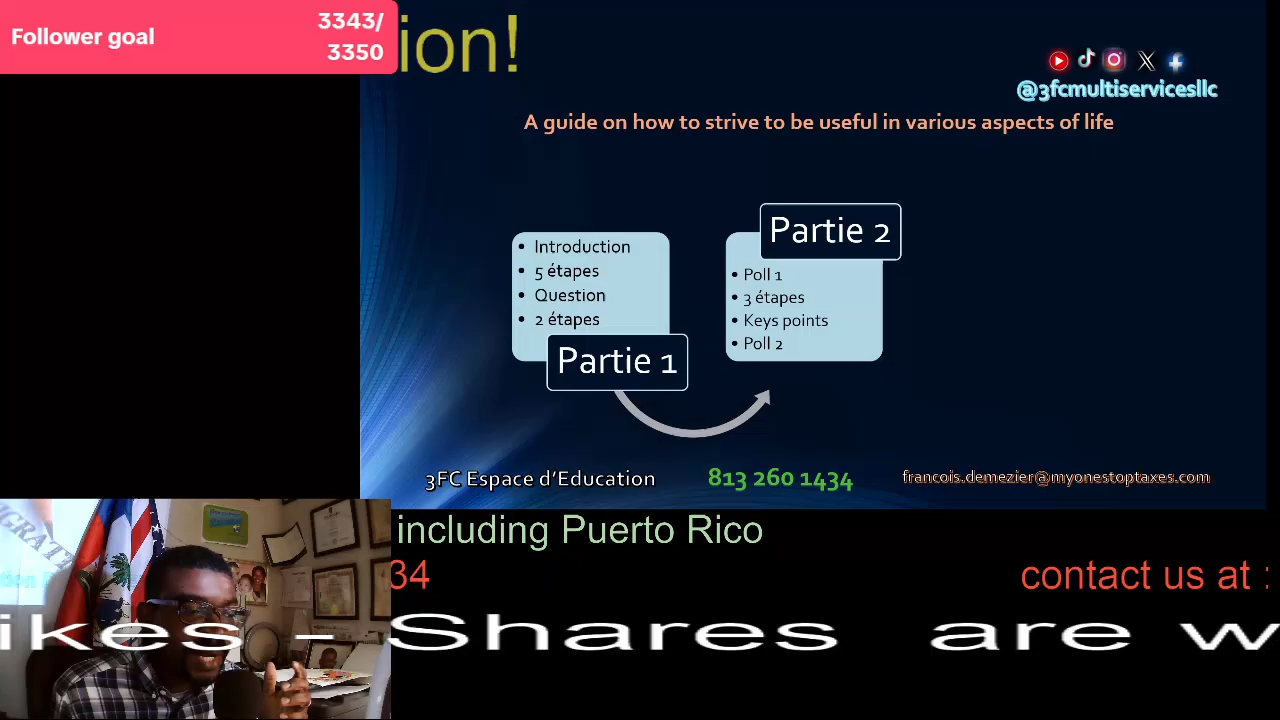 Follower goal
3343/
3350
ion!
@3fcmultiservicesllc
A guide on how to strive to be useful in various aspects of life
• Introduction
• 5 étapes
• Question
• 2 étapes
Partie 1
Partie 2
• Poll 1
• 3 étapes
• Keys points
• Poll 2
3FC Espace d'Education
813 260 1434
francois.demezier@myonestoptaxes.com
including Puerto Rico
34
contact us at :
ikes - Shares are w